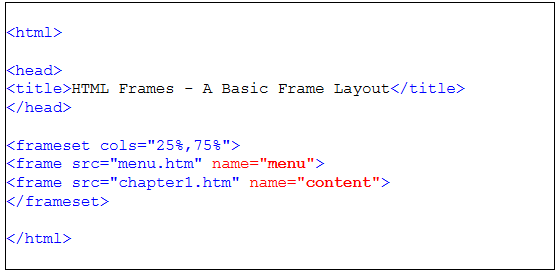 <html>
<head>
<title>HTML Frames - A Basic Frame Layout</title>
</head>
<frameset cols="25%,75%">
<frame src="menu.htm" name="menu">
<frame src="chapter1.htm" name="content">
</frameset>
</html>